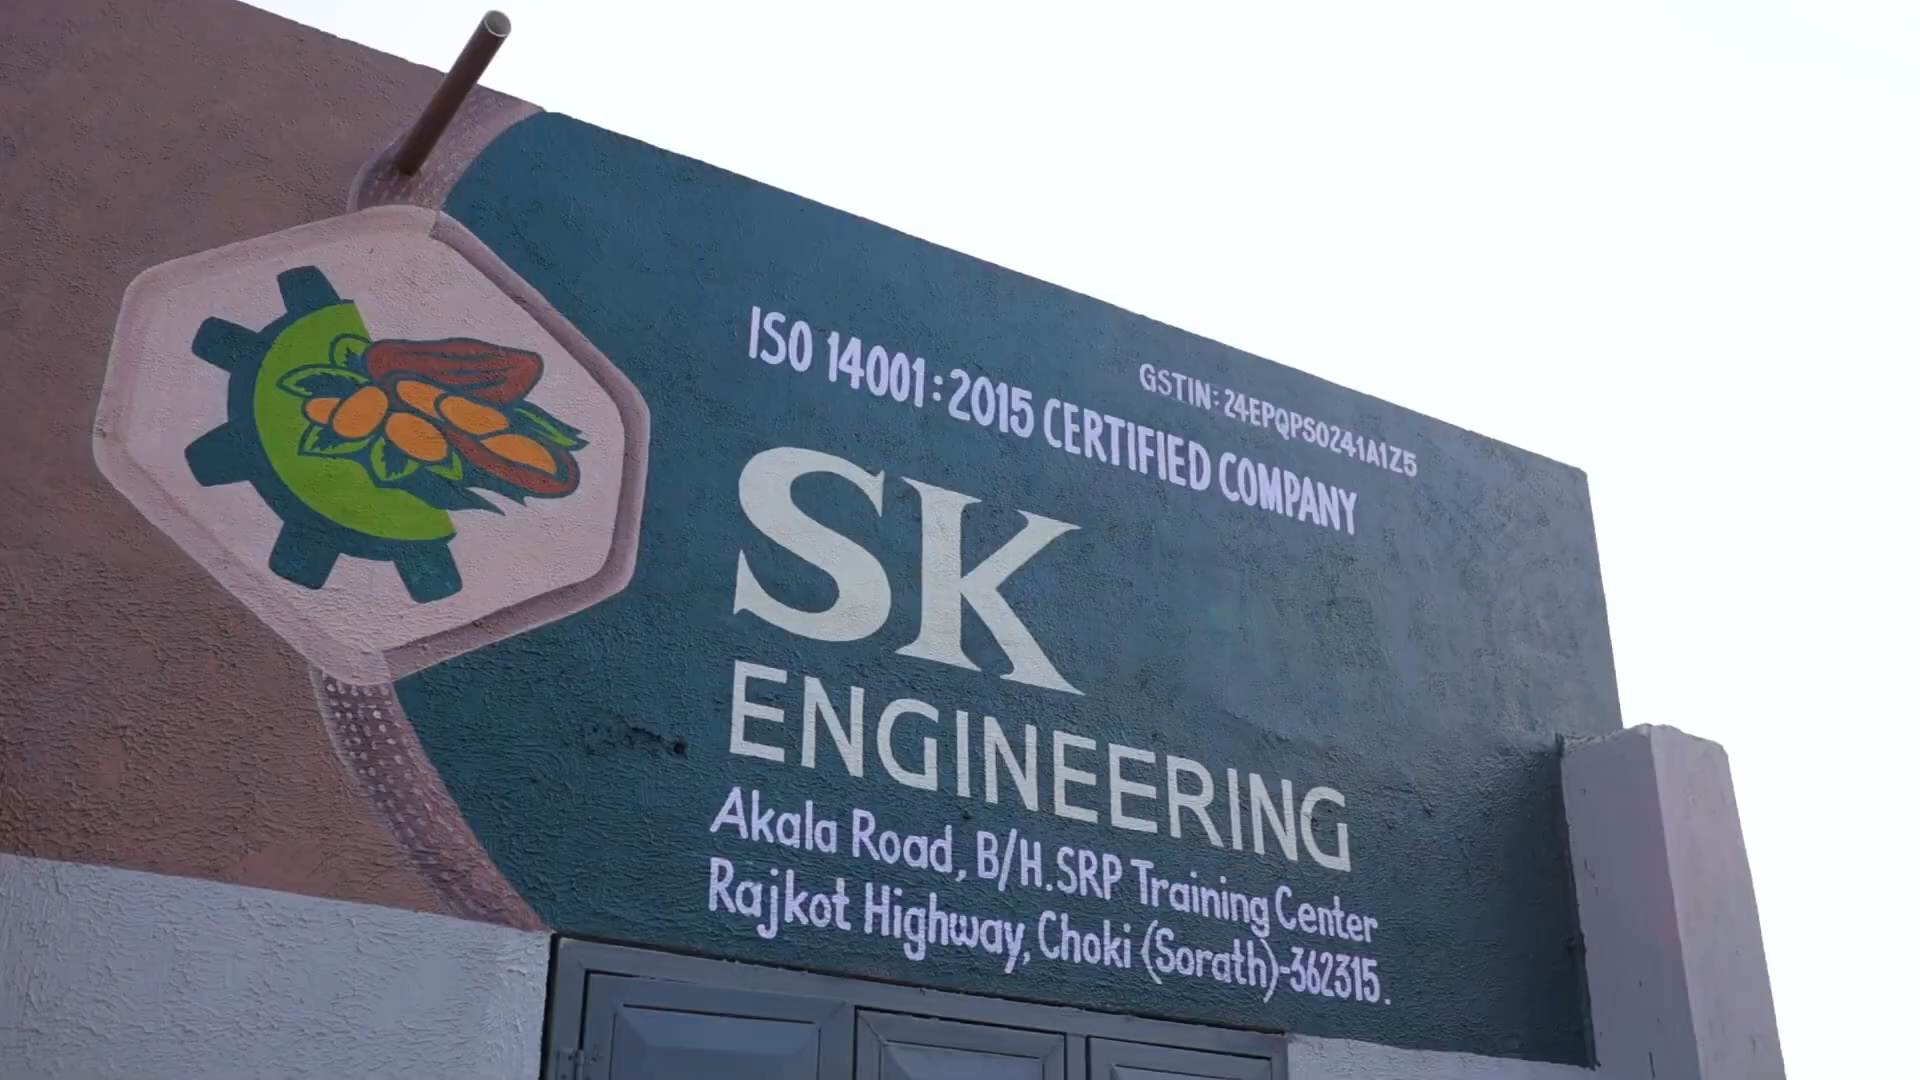 GSTIN: 24EPQPS0241A1Z5
ISO 14001:2015 CERTIFIED COMPANY
SK
ENGINEERING
Akala Road, B/H.SRP Training Center
Rajkot Highway, Choki (Sorath)-362315.